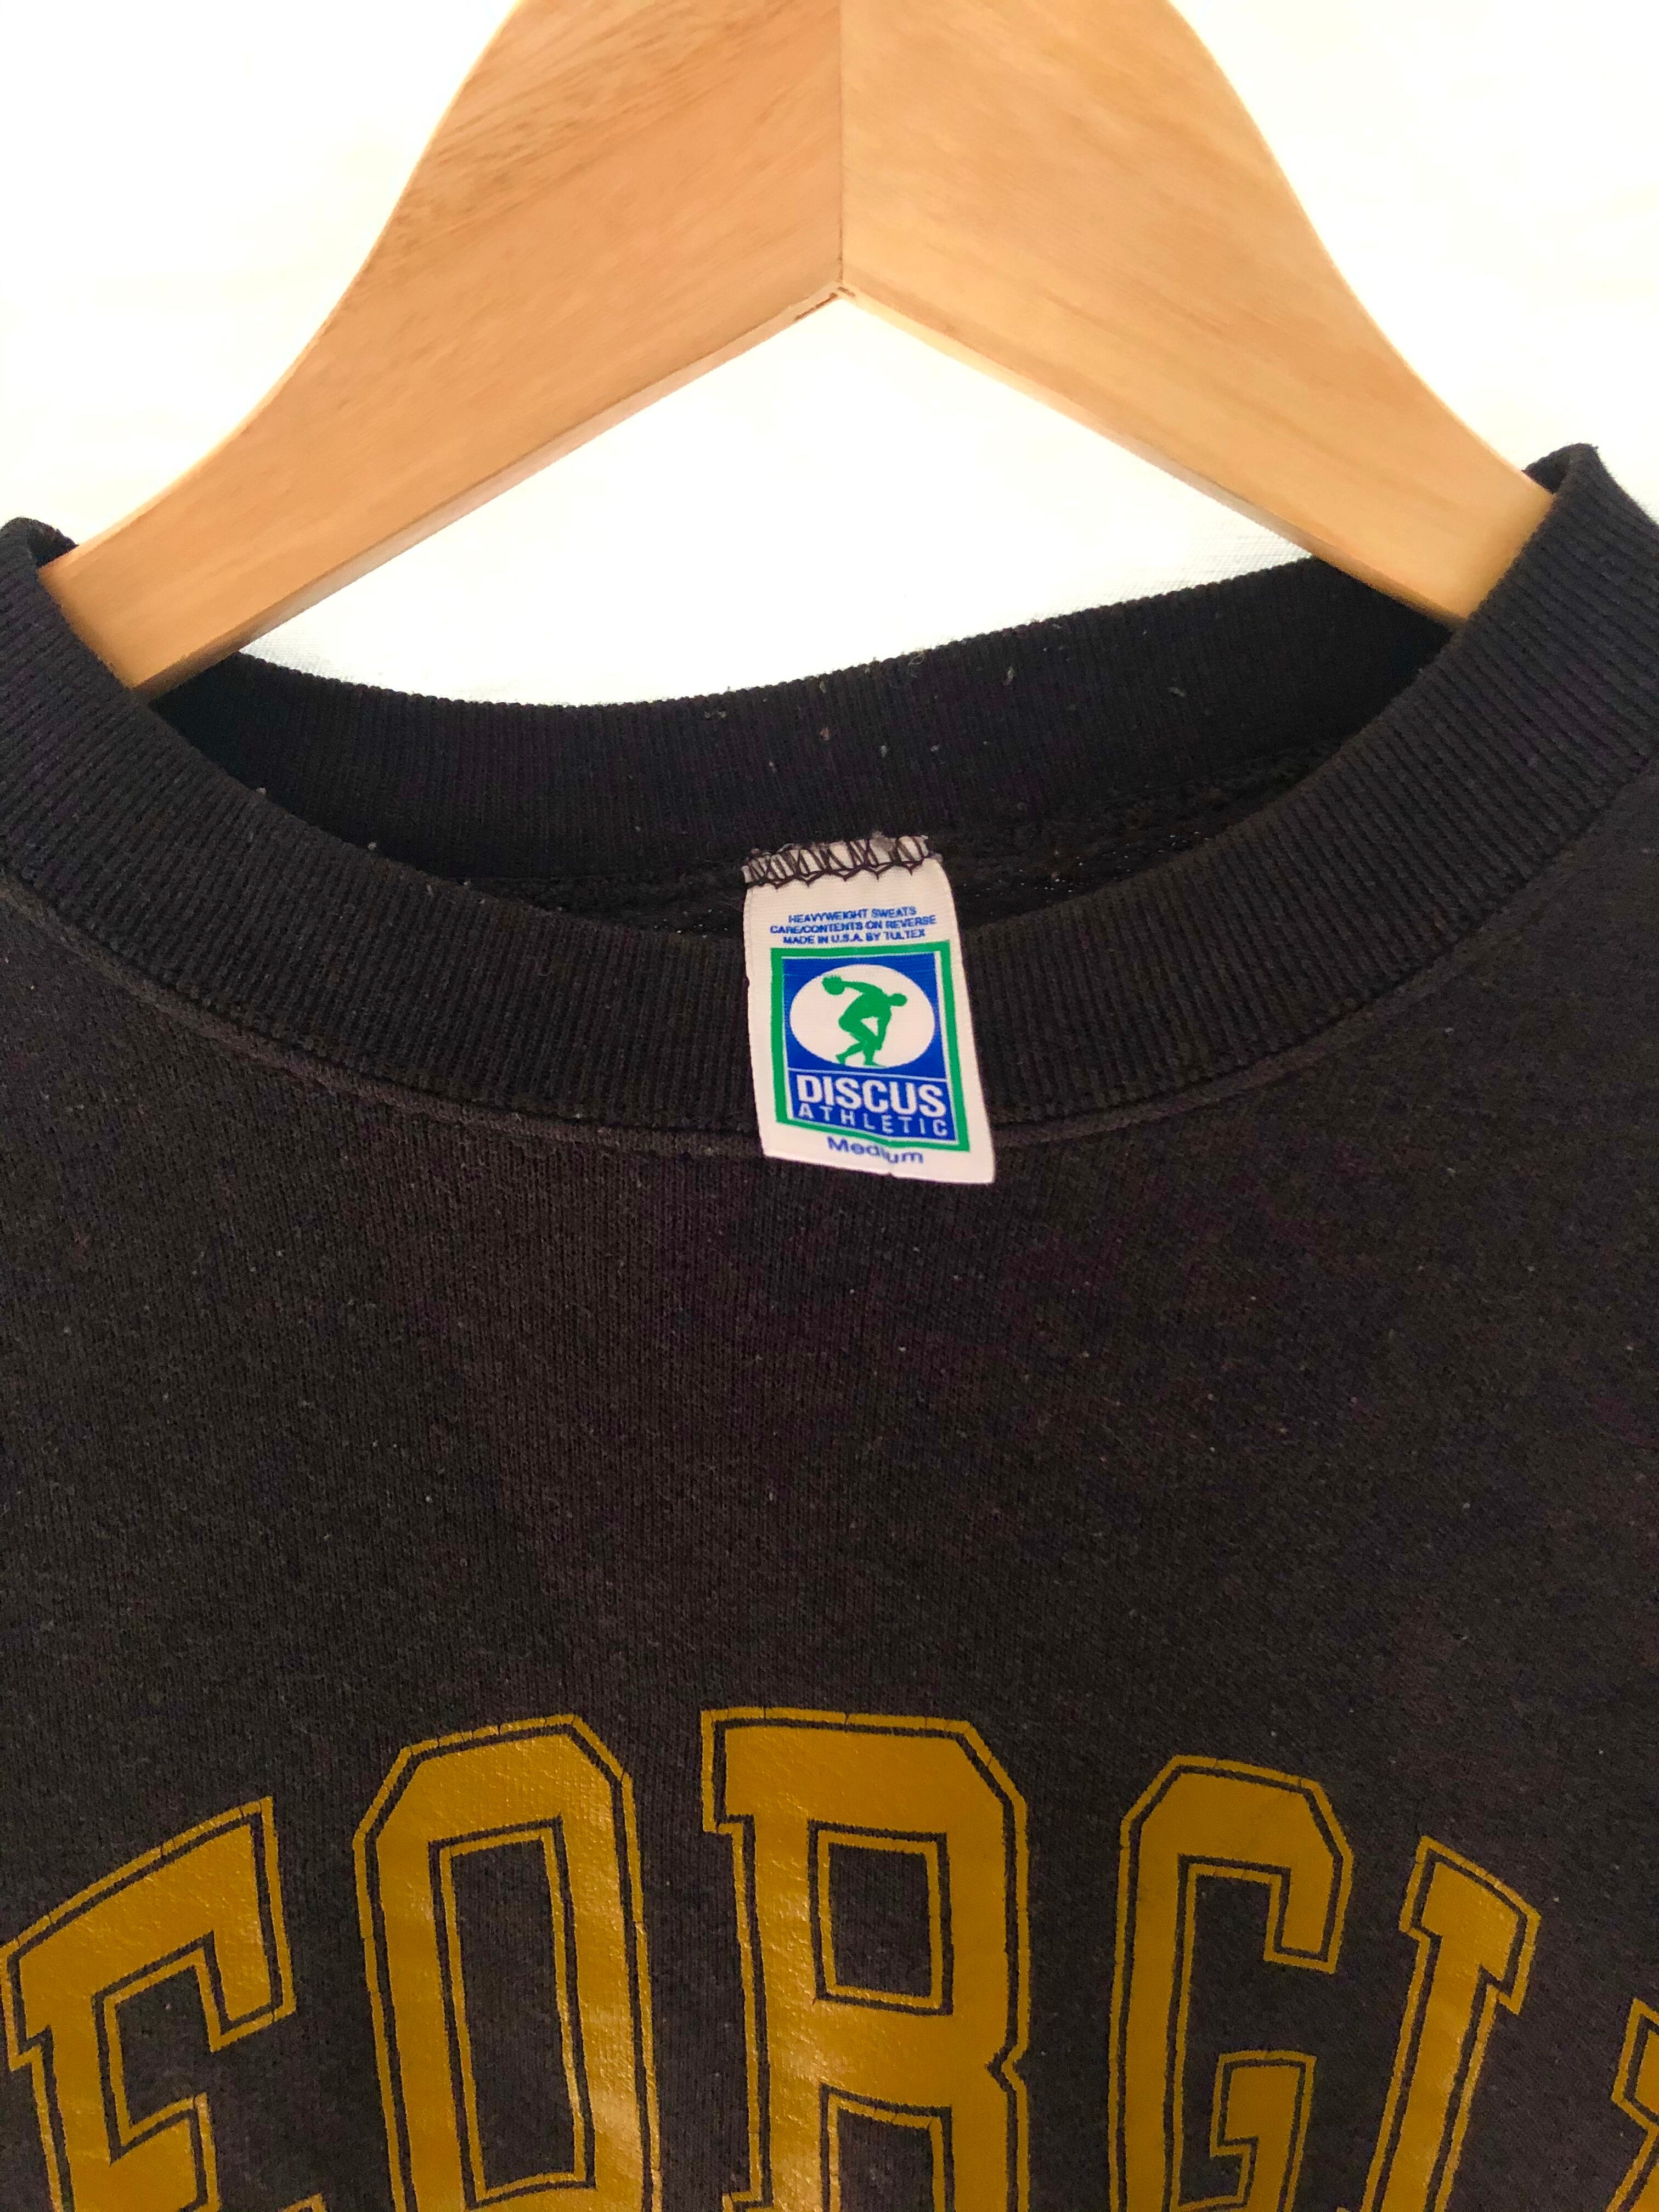 HEAVYWEIGHT SWEATS
CARE/CONTENTS ON REVERSE
MADE IN U.S.A. BY TULTEX
DISCUS
ATHLETIC
Medium
EORGI